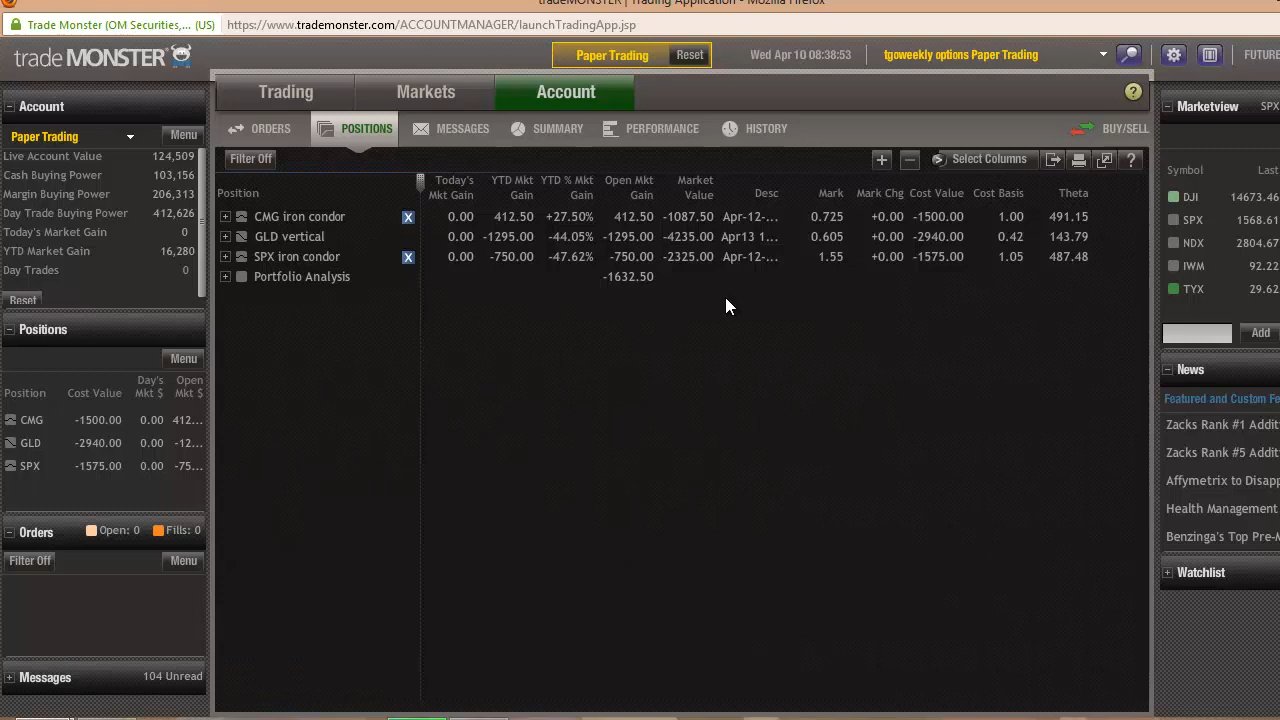 tradeMONSTER | Trading Application - Mozilla Firefox
Trade Monster (OM Securities,... (US)
https://www.trademonster.com/ACCOUNTMANAGER/launchTradingApp.jsp
trade MONSTER
Paper Trading Reset
Wed Apr 10 08:38:53
tgoweekly options Paper Trading
FUTURE
Account
Paper Trading Menu
Live Account Value 124,509
Cash Buying Power 103,156
Margin Buying Power 206,313
Day Trade Buying Power 412,626
Today's Market Gain 0
YTD Market Gain 16,280
Day Trades 0
Reset
Positions
Menu
Position Cost Value Day's Mkt $ Open Mkt $
CMG -1500.00 0.00 412...
GLD -2940.00 0.00 -12...
SPX -1575.00 0.00 -75...
Orders Open: 0 Fills: 0
Filter Off Menu
Messages 104 Unread
Trading Markets Account ?
ORDERS POSITIONS MESSAGES SUMMARY PERFORMANCE HISTORY BUY/SELL
Filter Off + - Select Columns ?
Position Today's Mkt Gain YTD Mkt Gain YTD % Mkt Gain Open Mkt Gain Market Value Desc Mark Mark Chg Cost Value Cost Basis Theta
CMG iron condor X 0.00 412.50 +27.50% 412.50 -1087.50 Apr-12-... 0.725 +0.00 -1500.00 1.00 491.15
GLD vertical 0.00 -1295.00 -44.05% -1295.00 -4235.00 Apr13 1... 0.605 +0.00 -2940.00 0.42 143.79
SPX iron condor X 0.00 -750.00 -47.62% -750.00 -2325.00 Apr-12-... 1.55 +0.00 -1575.00 1.05 487.48
Portfolio Analysis -1632.50
Marketview SPX
Symbol Last
DJI 14673.46
SPX 1568.61
NDX 2804.67
IWM 92.22
TYX 29.62
Add
News
Featured and Custom Fe
Zacks Rank #1 Addit
Zacks Rank #5 Addit
Affymetrix to Disapp
Health Management
Benzinga's Top Pre-M
Watchlist